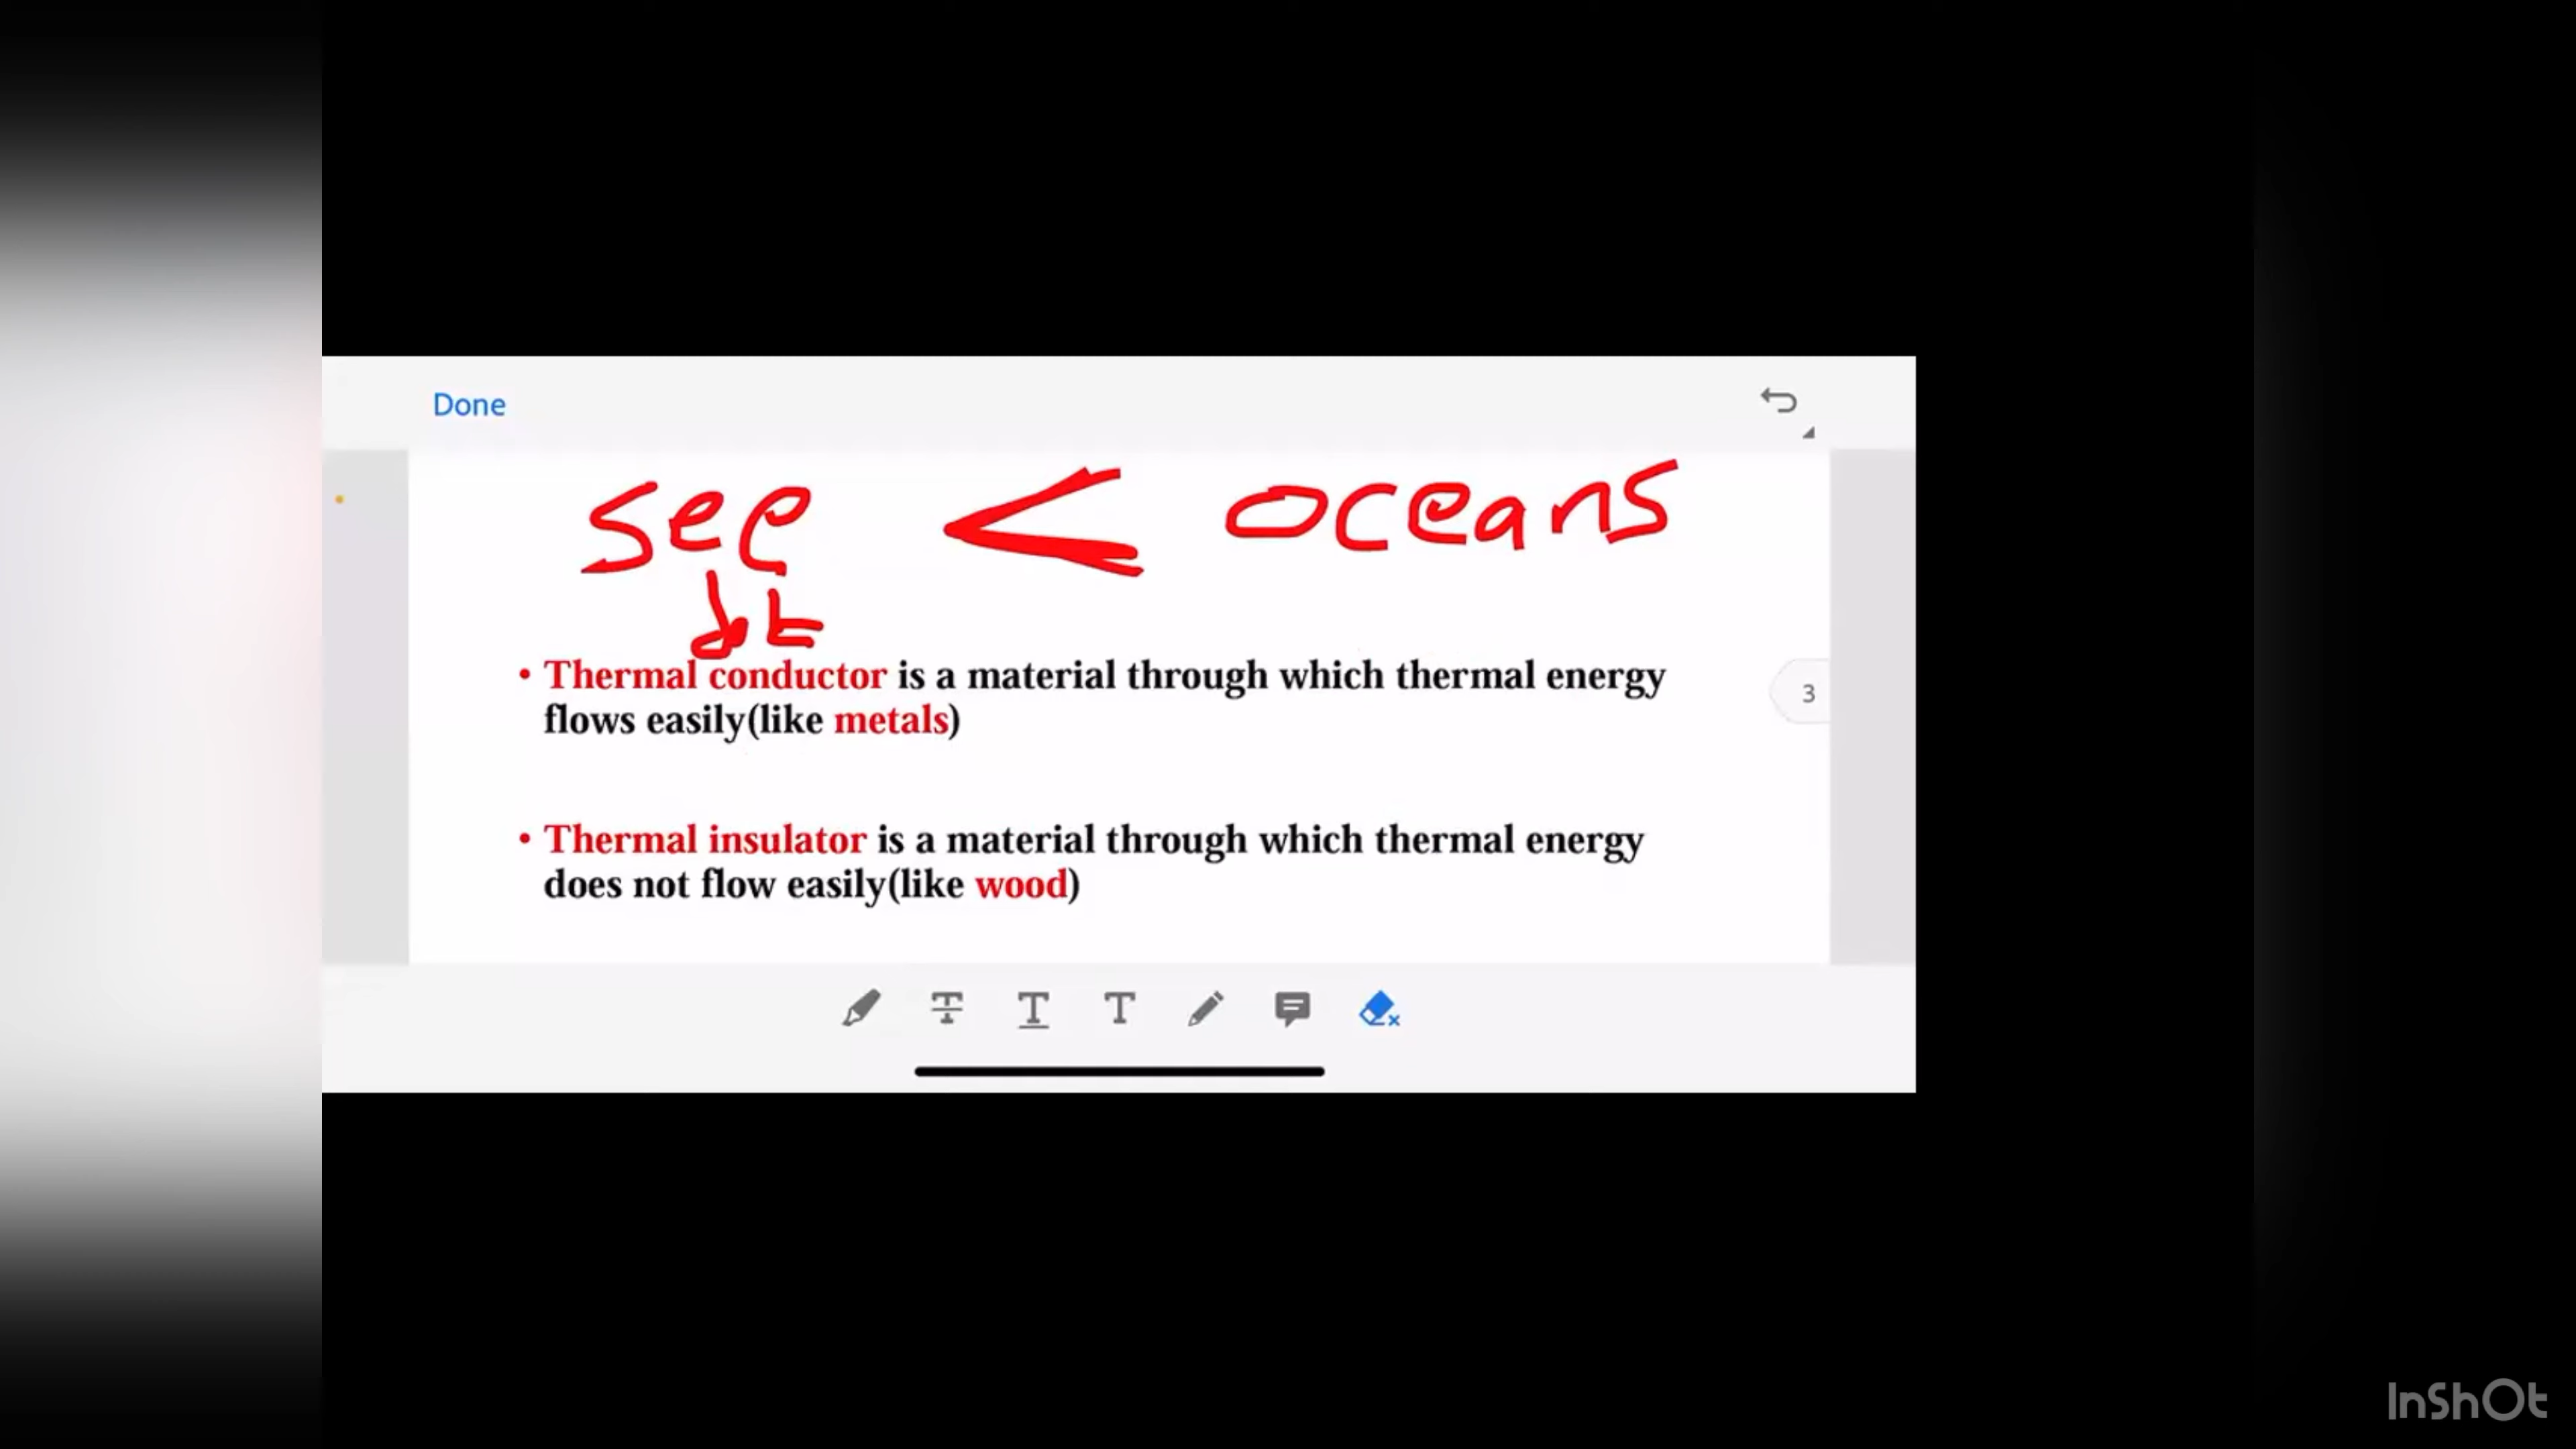 Done
see < oceans
• Thermal conductor is a material through which thermal energy
flows easily(like metals)
3
• Thermal insulator is a material through which thermal energy
does not flow easily(like wood)
InShOt